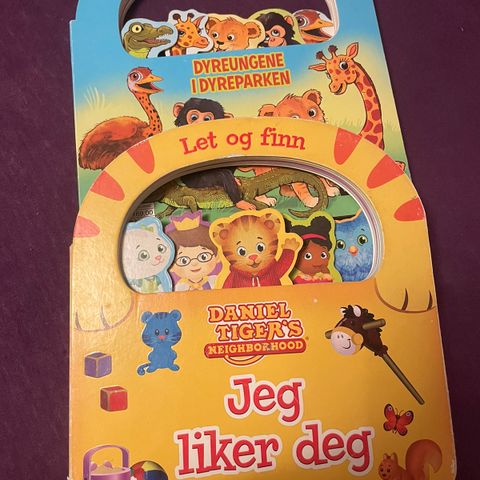 DYREUNGENE
I DYREPARKEN
Let og finn
DANIEL
TIGER'S
NEIGHBORHOOD
Jeg
liker deg